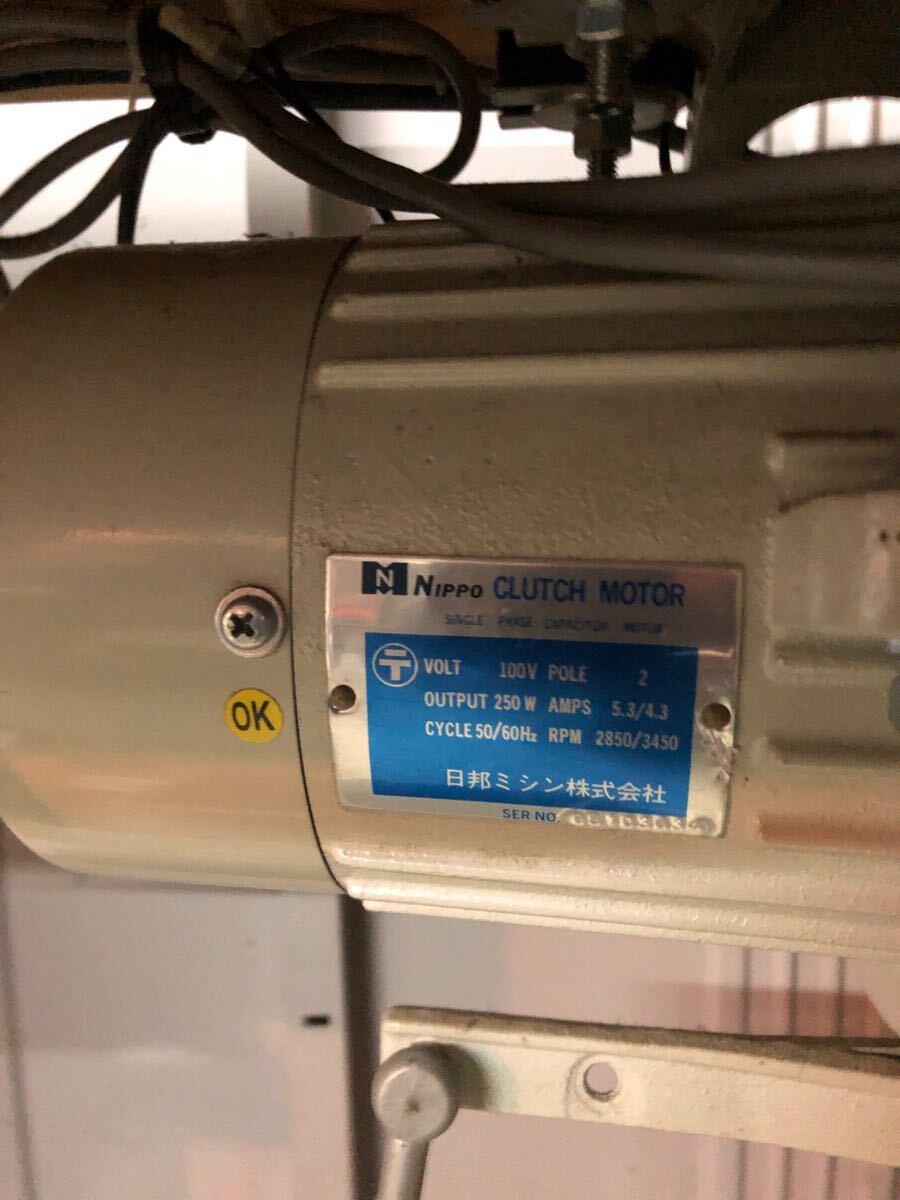 N NIPPO CLUTCH MOTOR
SINGLE PHASE CAPACITOR MOTOR
T VOLT 100V POLE 2
OUTPUT 250 W AMPS 5.3/4.3
CYCLE 50/60Hz RPM 2850/3450
日邦ミシン株式会社
SER NO.
OK